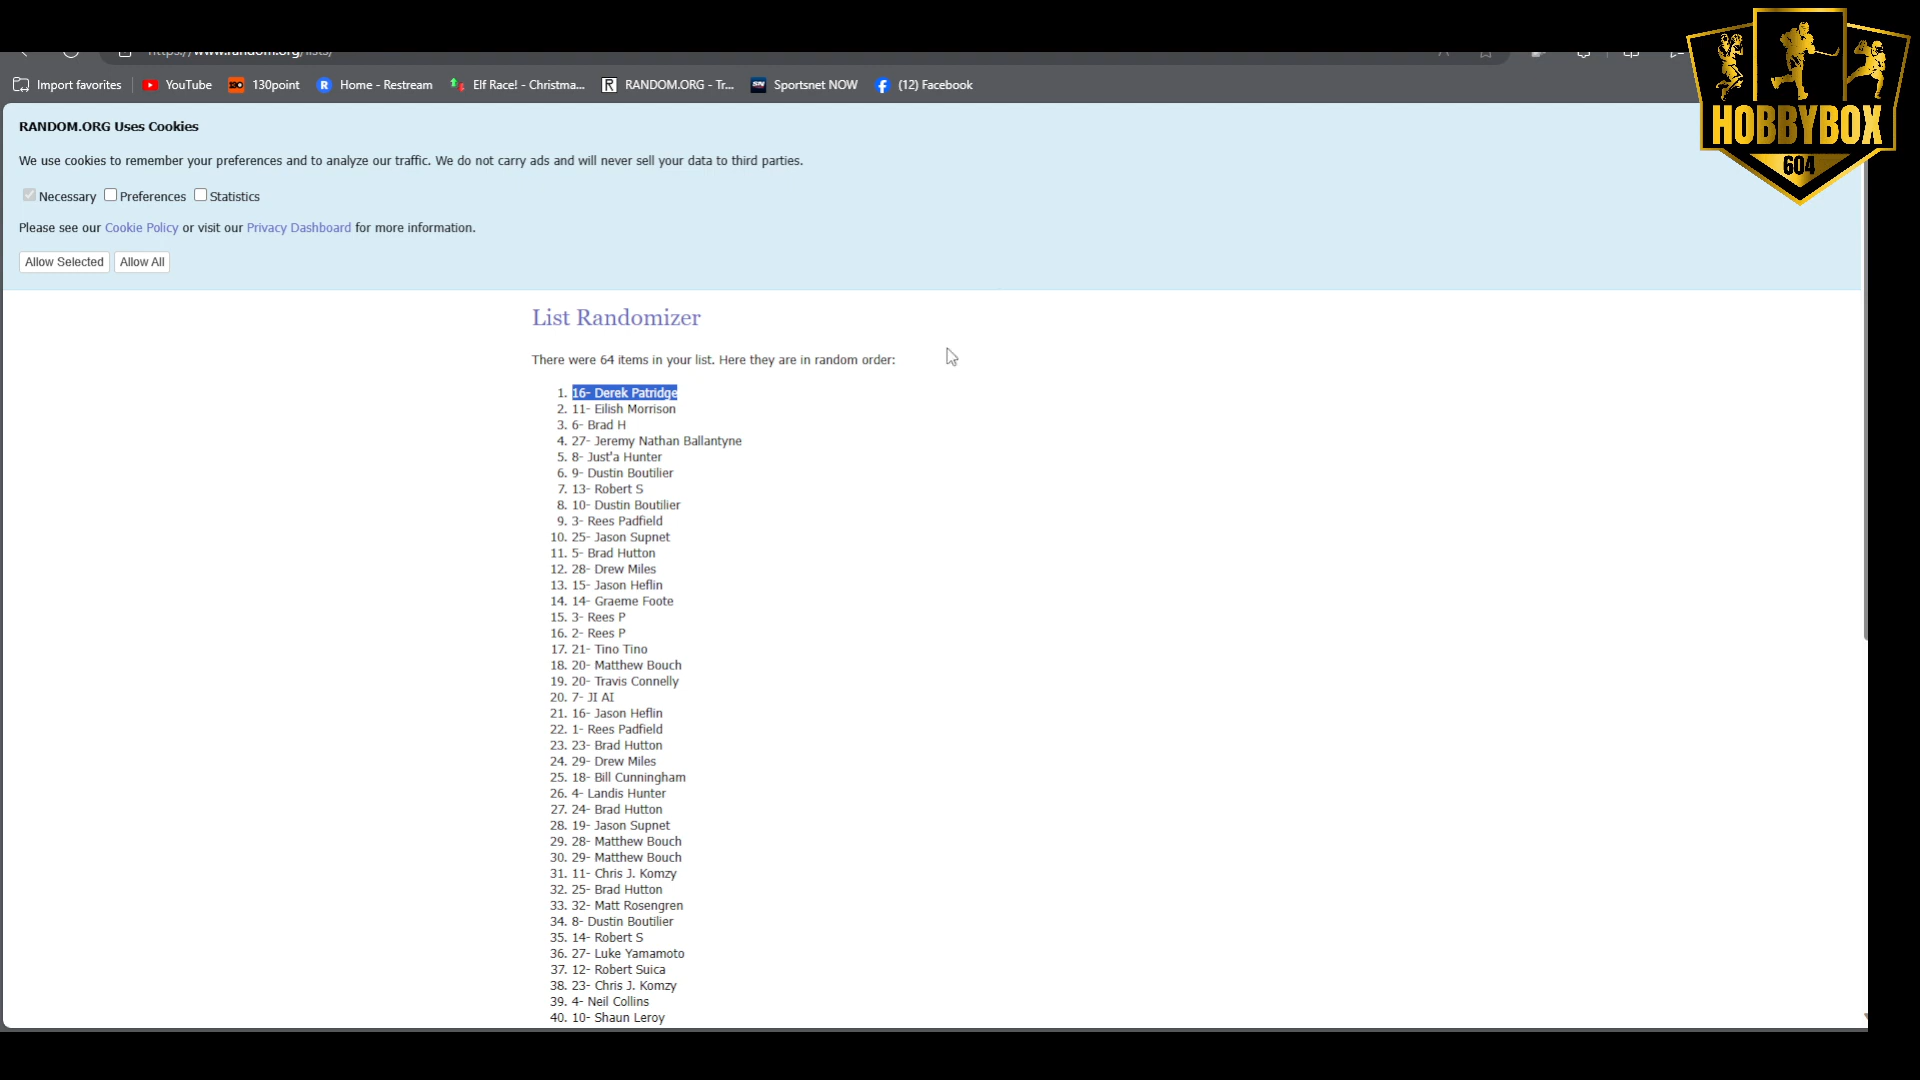 https://www.random.org/lists/
Import favorites
YouTube
130point
Home - Restream
Elf Race! - Christma...
RANDOM.ORG - Tr...
Sportsnet NOW
(12) Facebook
HOBBYBOX
604
RANDOM.ORG Uses Cookies
We use cookies to remember your preferences and to analyze our traffic. We do not carry ads and will never sell your data to third parties.
Necessary Preferences Statistics
Please see our Cookie Policy or visit our Privacy Dashboard for more information.
Allow Selected Allow All
List Randomizer
There were 64 items in your list. Here they are in random order:
1. 16- Derek Patridge
2. 11- Eilish Morrison
3. 6- Brad H
4. 27- Jeremy Nathan Ballantyne
5. 8- Just'a Hunter
6. 9- Dustin Boutilier
7. 13- Robert S
8. 10- Dustin Boutilier
9. 3- Rees Padfield
10. 25- Jason Supnet
11. 5- Brad Hutton
12. 28- Drew Miles
13. 15- Jason Heflin
14. 14- Graeme Foote
15. 3- Rees P
16. 2- Rees P
17. 21- Tino Tino
18. 20- Matthew Bouch
19. 20- Travis Connelly
20. 7- JI AI
21. 16- Jason Heflin
22. 1- Rees Padfield
23. 23- Brad Hutton
24. 29- Drew Miles
25. 18- Bill Cunningham
26. 4- Landis Hunter
27. 24- Brad Hutton
28. 19- Jason Supnet
29. 28- Matthew Bouch
30. 29- Matthew Bouch
31. 11- Chris J. Komzy
32. 25- Brad Hutton
33. 32- Matt Rosengren
34. 8- Dustin Boutilier
35. 14- Robert S
36. 27- Luke Yamamoto
37. 12- Robert Suica
38. 23- Chris J. Komzy
39. 4- Neil Collins
40. 10- Shaun Leroy